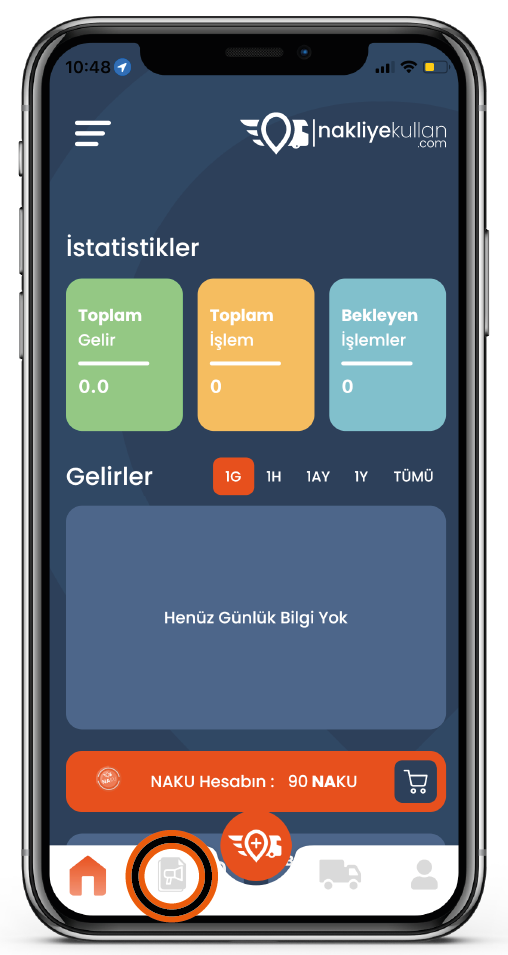 10:48
nakliyekullan
.com
İstatistikler
Toplam
Gelir
0.0
Toplam
İşlem
0
Bekleyen
İşlemler
0
Gelirler 1G 1H 1AY 1Y TÜMÜ
Henüz Günlük Bilgi Yok
NAKU Hesabın : 90 NAKU